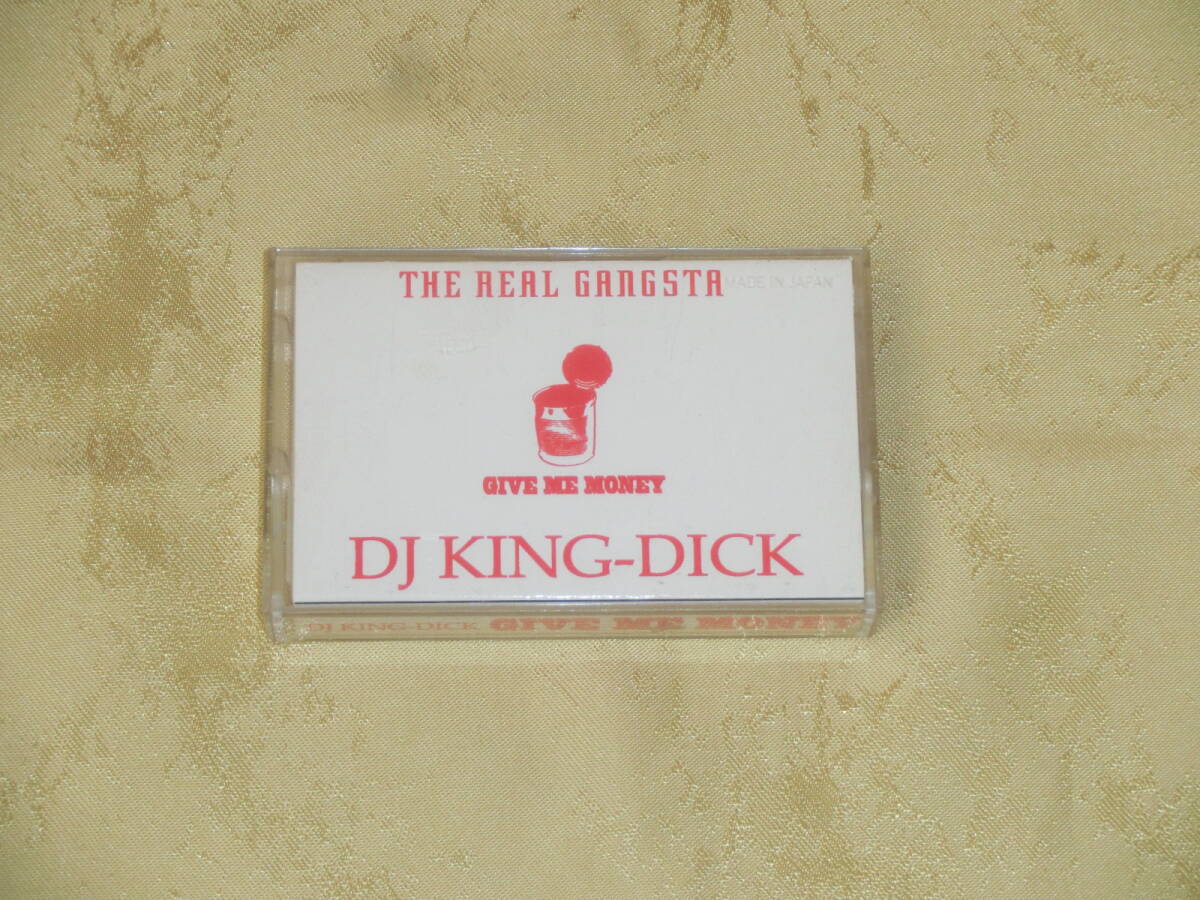 THE REAL GANGSTA
MADE IN JAPAN
GIVE ME MONEY
DJ KING-DICK
DJ KING-DICK GIVE ME MONEY